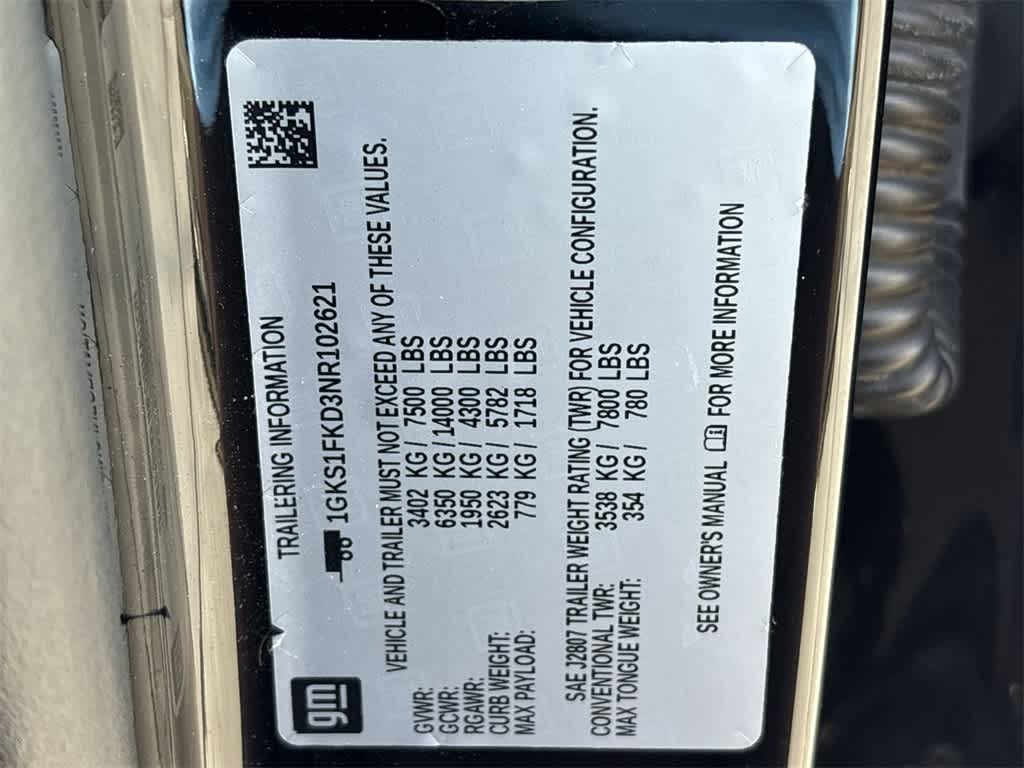 TRAILERING INFORMATION
1GKS1FKD3NR102621
VEHICLE AND TRAILER MUST NOT EXCEED ANY OF THESE VALUES.
GVWR: 3402 KG / 7500 LBS
GCWR: 6350 KG / 14000 LBS
RGAWR: 1950 KG / 4300 LBS
CURB WEIGHT: 2623 KG / 5782 LBS
MAX PAYLOAD: 779 KG / 1718 LBS
SAE J2807 TRAILER WEIGHT RATING (TWR) FOR VEHICLE CONFIGURATION.
CONVENTIONAL TWR: 3538 KG / 7800 LBS
MAX TONGUE WEIGHT: 354 KG / 780 LBS
SEE OWNER'S MANUAL FOR MORE INFORMATION
gm